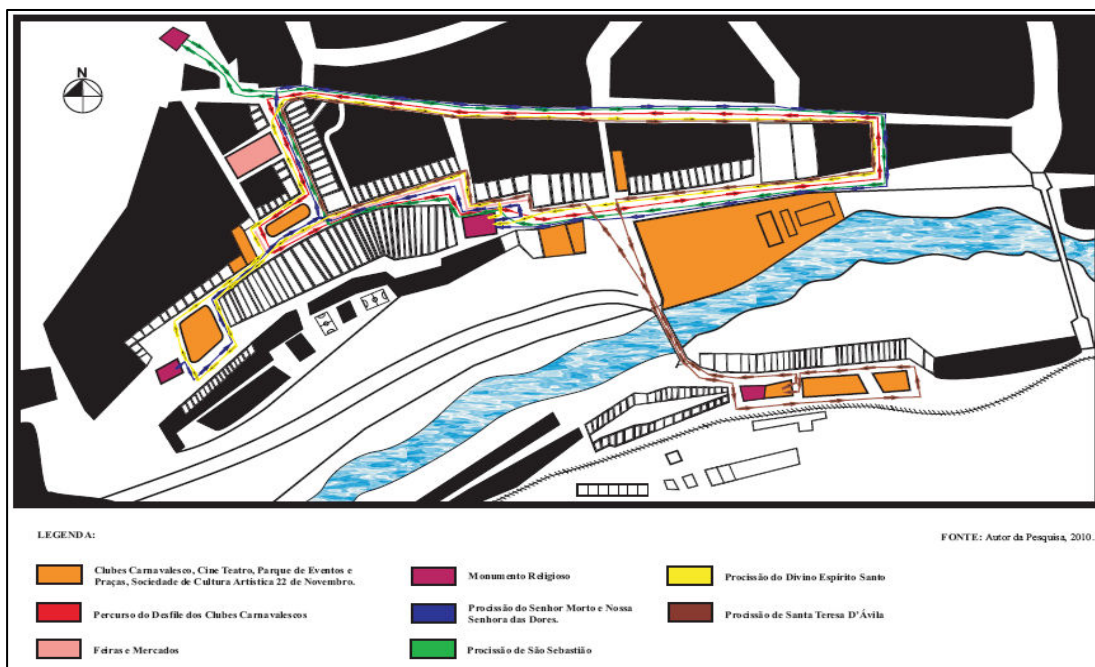 N
LEGENDA:
FONTE: Autor da Pesquisa, 2010.
Clubes Carnavalesco, Cine Teatro, Parque de Eventos e
Praças, Sociedade de Cultura Artística 22 de Novembro.
Percurso do Desfile dos Clubes Carnavalescos
Feiras e Mercados
Monumento Religioso
Procissão do Senhor Morto e Nossa
Senhora das Dores.
Procissão de São Sebastião
Procissão do Divino Espírito Santo
Procissão de Santa Teresa D'Ávila